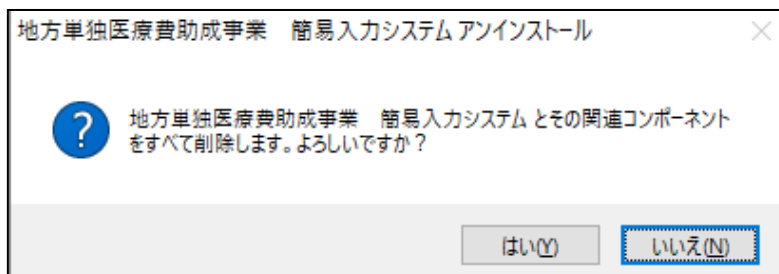 地方単独医療費助成事業　簡易入力システム アンインストール
地方単独医療費助成事業　簡易入力システム とその関連コンポーネント
をすべて削除します。よろしいですか？
はい(Y)
いいえ(N)